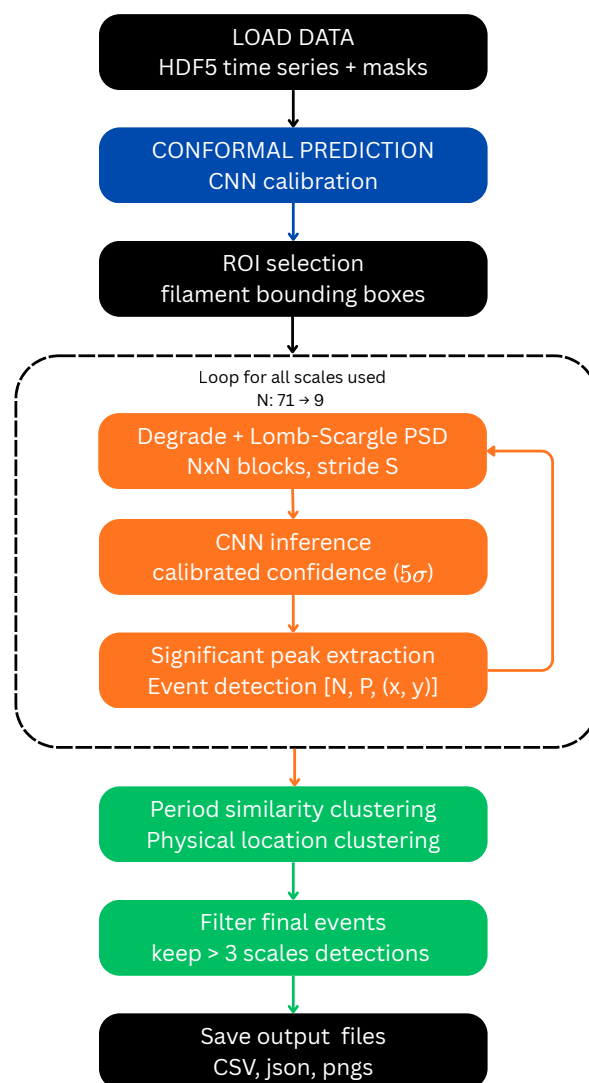 LOAD DATA
HDF5 time series + masks
CONFORMAL PREDICTION
CNN calibration
ROI selection
filament bounding boxes
Loop for all scales used
N: 71 → 9
Degrade + Lomb-Scargle PSD
NxN blocks, stride S
CNN inference
calibrated confidence (5σ)
Significant peak extraction
Event detection [N, P, (x, y)]
Period similarity clustering
Physical location clustering
Filter final events
keep > 3 scales detections
Save output files
CSV, json, pngs